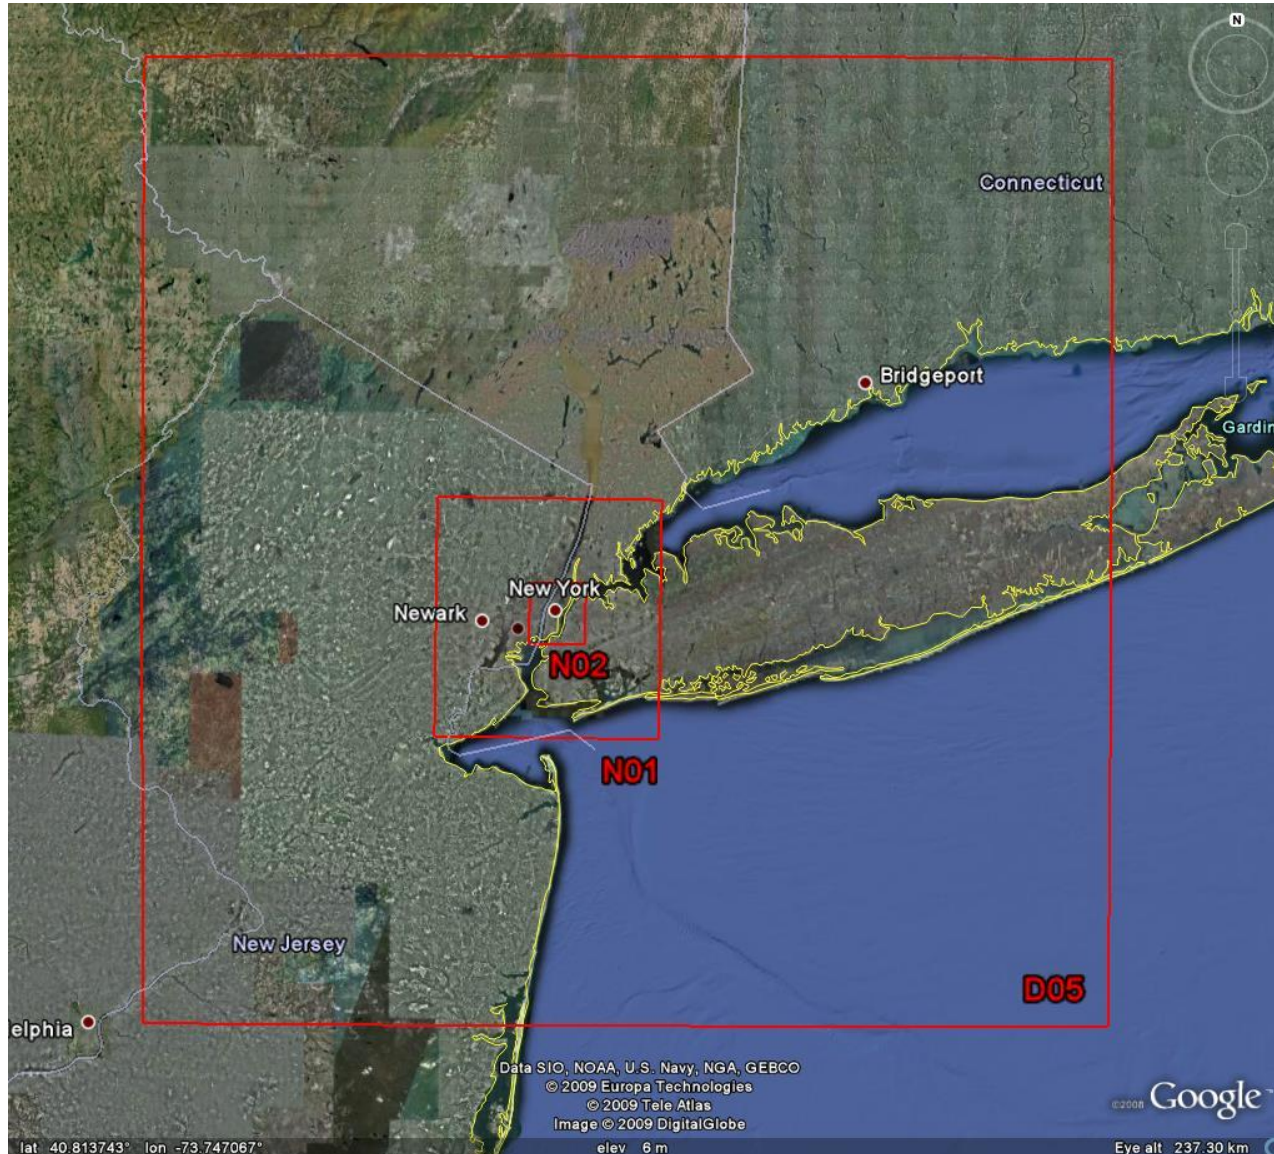 N
Connecticut
Bridgeport
Gardin
New York
Newark
N02
N01
New Jersey
D05
elphia
Data SIO, NOAA, U.S. Navy, NGA, GEBCO
© 2009 Europa Technologies
© 2009 Tele Atlas
Image © 2009 DigitalGlobe
©2008 Google
lat 40.813743° lon -73.747067° elev 6 m Eye alt 237.30 km